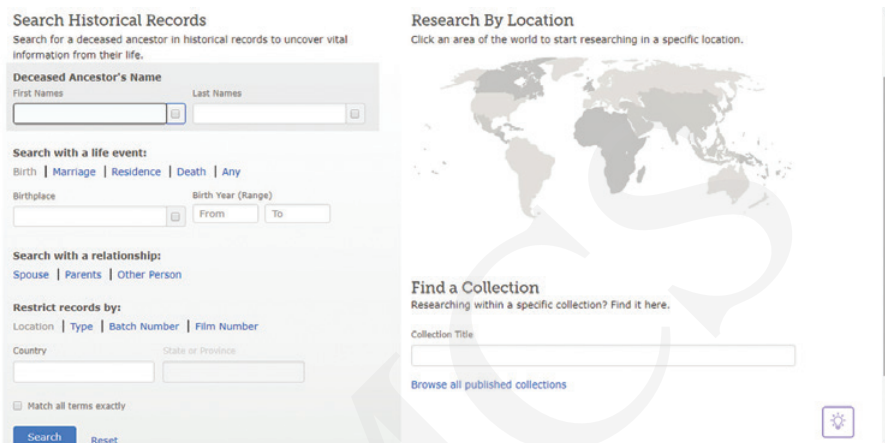 Search Historical Records
Search for a deceased ancestor in historical records to uncover vital
information from their life.
Deceased Ancestor's Name
First Names
Last Names
Search with a life event:
Birth | Marriage | Residence | Death | Any
Birthplace
Birth Year (Range)
From
To
Search with a relationship:
Spouse | Parents | Other Person
Restrict records by:
Location | Type | Batch Number | Film Number
Country
State or Province
Match all terms exactly
Search
Reset
Research By Location
Click an area of the world to start researching in a specific location.
Find a Collection
Researching within a specific collection? Find it here.
Collection Title
Browse all published collections